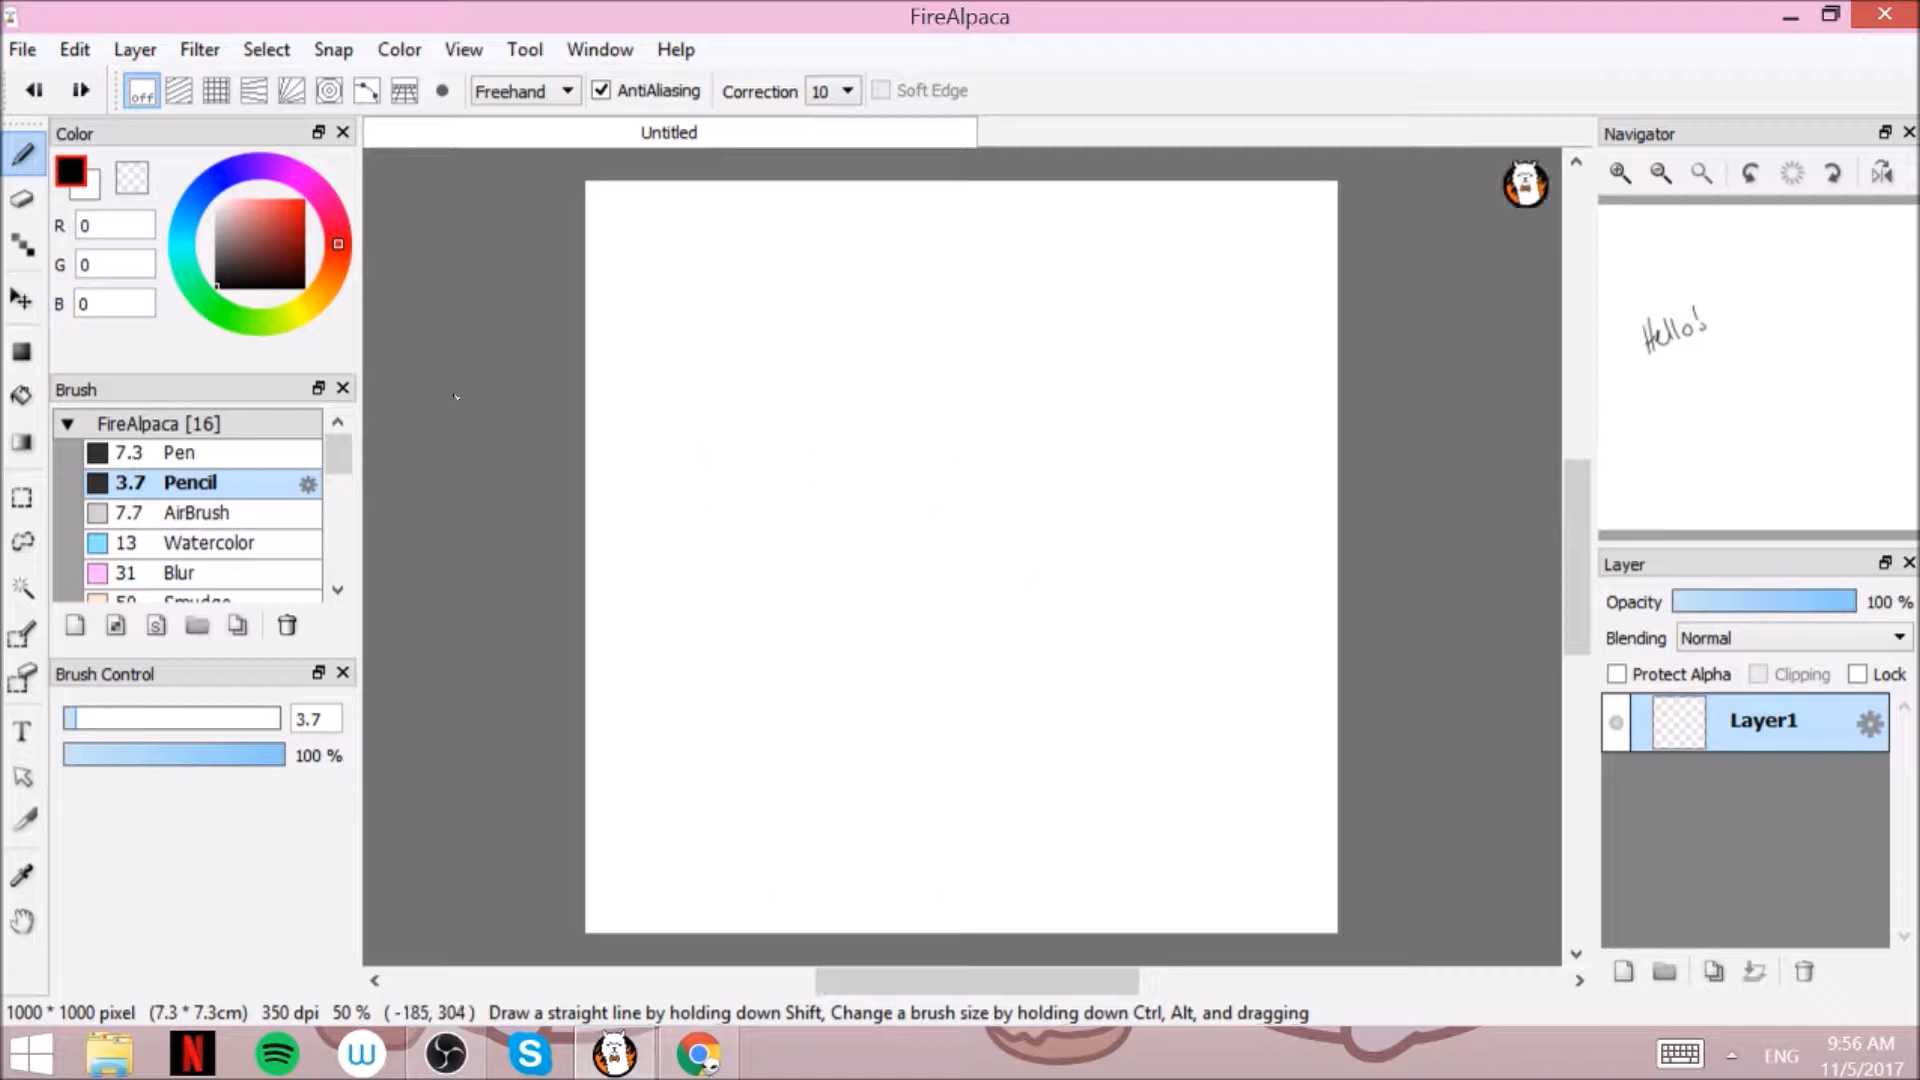 FireAlpaca
File Edit Layer Filter Select Snap Color View Tool Window Help
off Freehand AntiAliasing Correction 10 Soft Edge
Color
R 0
G 0
B 0
Brush
FireAlpaca [16]
7.3 Pen
3.7 Pencil
7.7 AirBrush
13 Watercolor
31 Blur
50 Smudge
S
Brush Control
3.7
100 %
T
Untitled
Navigator
Hello!
Layer
Opacity 100 %
Blending Normal
Protect Alpha Clipping Lock
Layer1
1000 * 1000 pixel (7.3 * 7.3cm) 350 dpi 50 % ( -185, 304 ) Draw a straight line by holding down Shift, Change a brush size by holding down Ctrl, Alt, and dragging
N W S ENG 9:56 AM
11/5/2017